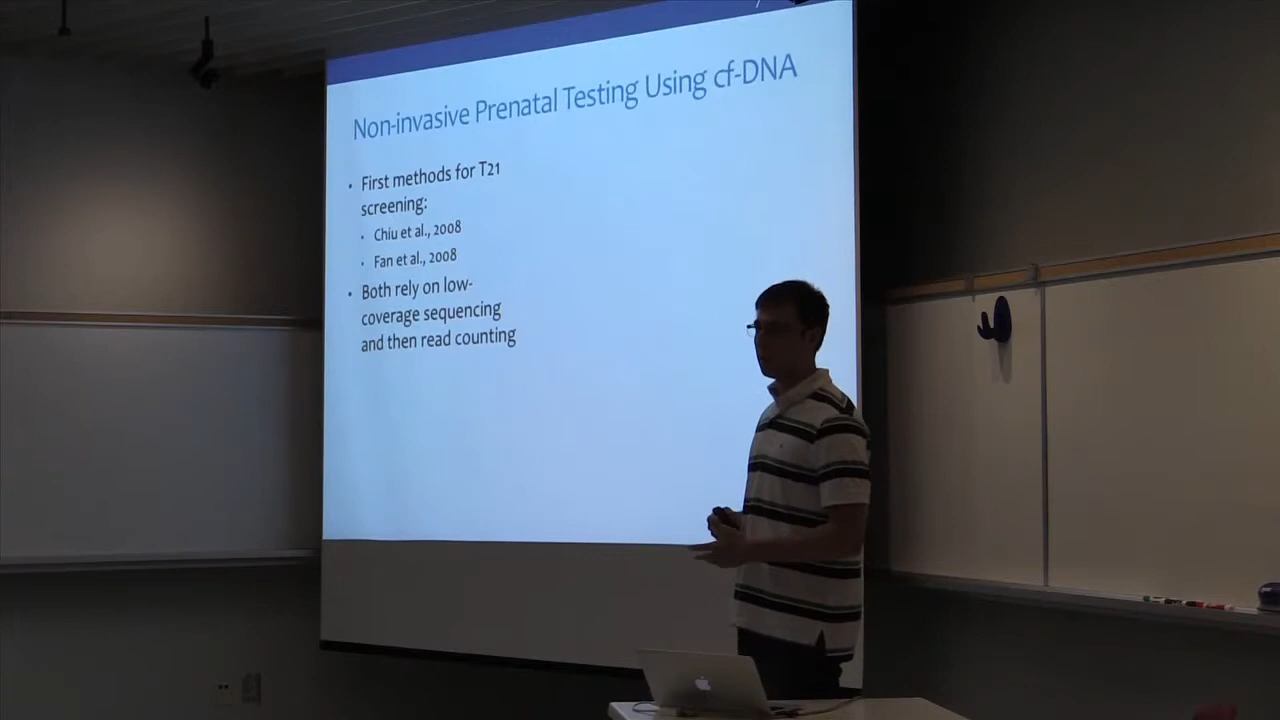 Non-invasive Prenatal Testing Using cf-DNA
• First methods for T21
screening:
• Chiu et al., 2008
• Fan et al., 2008
• Both rely on low-
coverage sequencing
and then read counting